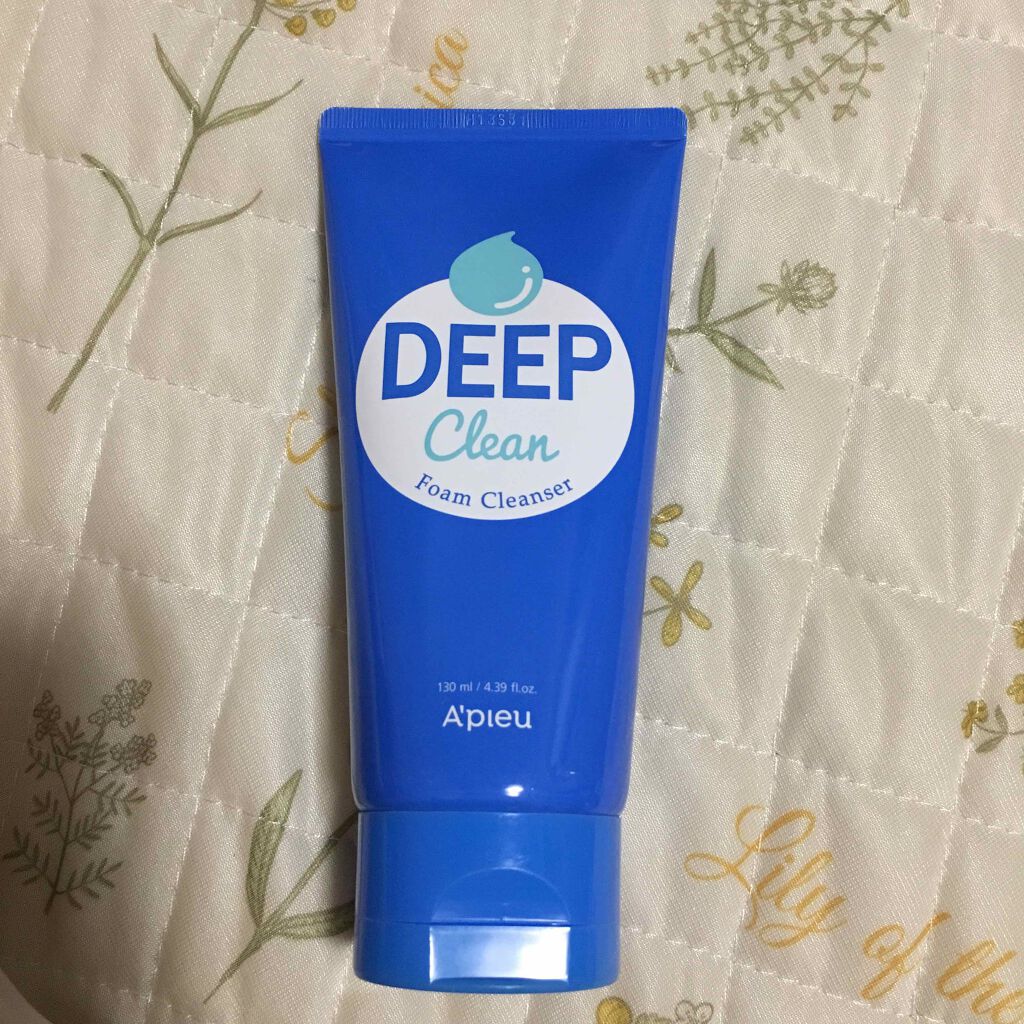 DEEP
Clean
Foam Cleanser
130 ml / 4.39 fl.oz.
A'pieu
Lily of the